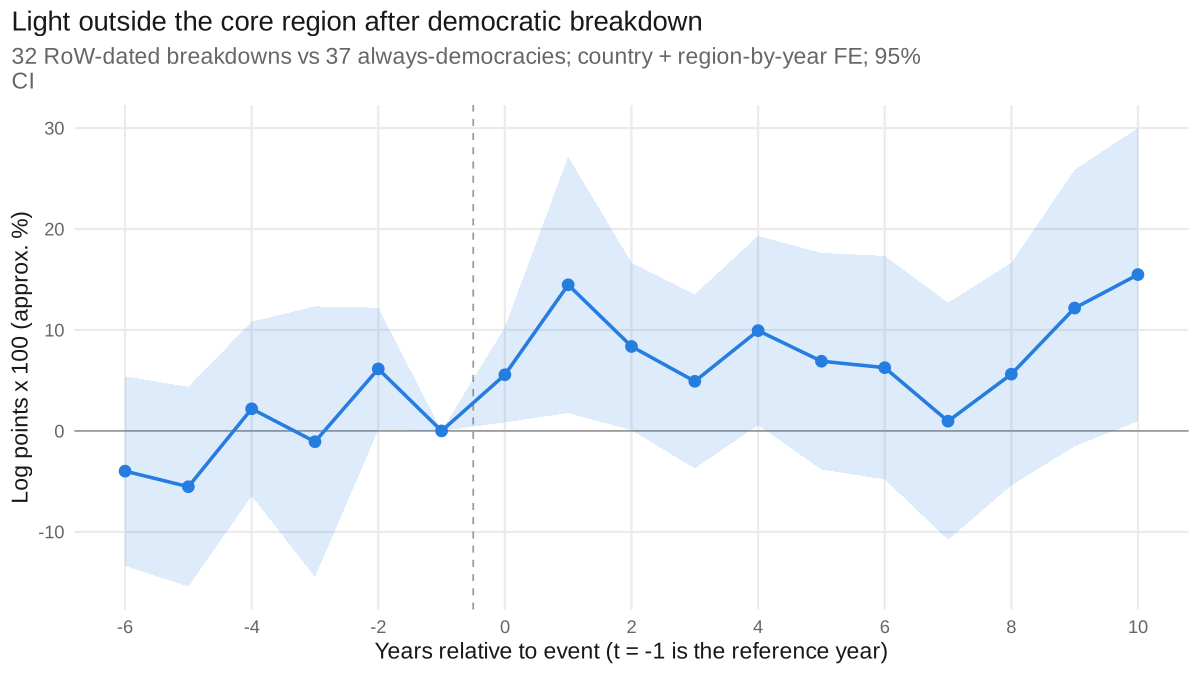 Light outside the core region after democratic breakdown
32 RoW-dated breakdowns vs 37 always-democracies; country + region-by-year FE; 95%
CI
Log points x 100 (approx. %)
30
20
10
0
-10
-6 -4 -2 0 2 4 6 8 10
Years relative to event (t = -1 is the reference year)